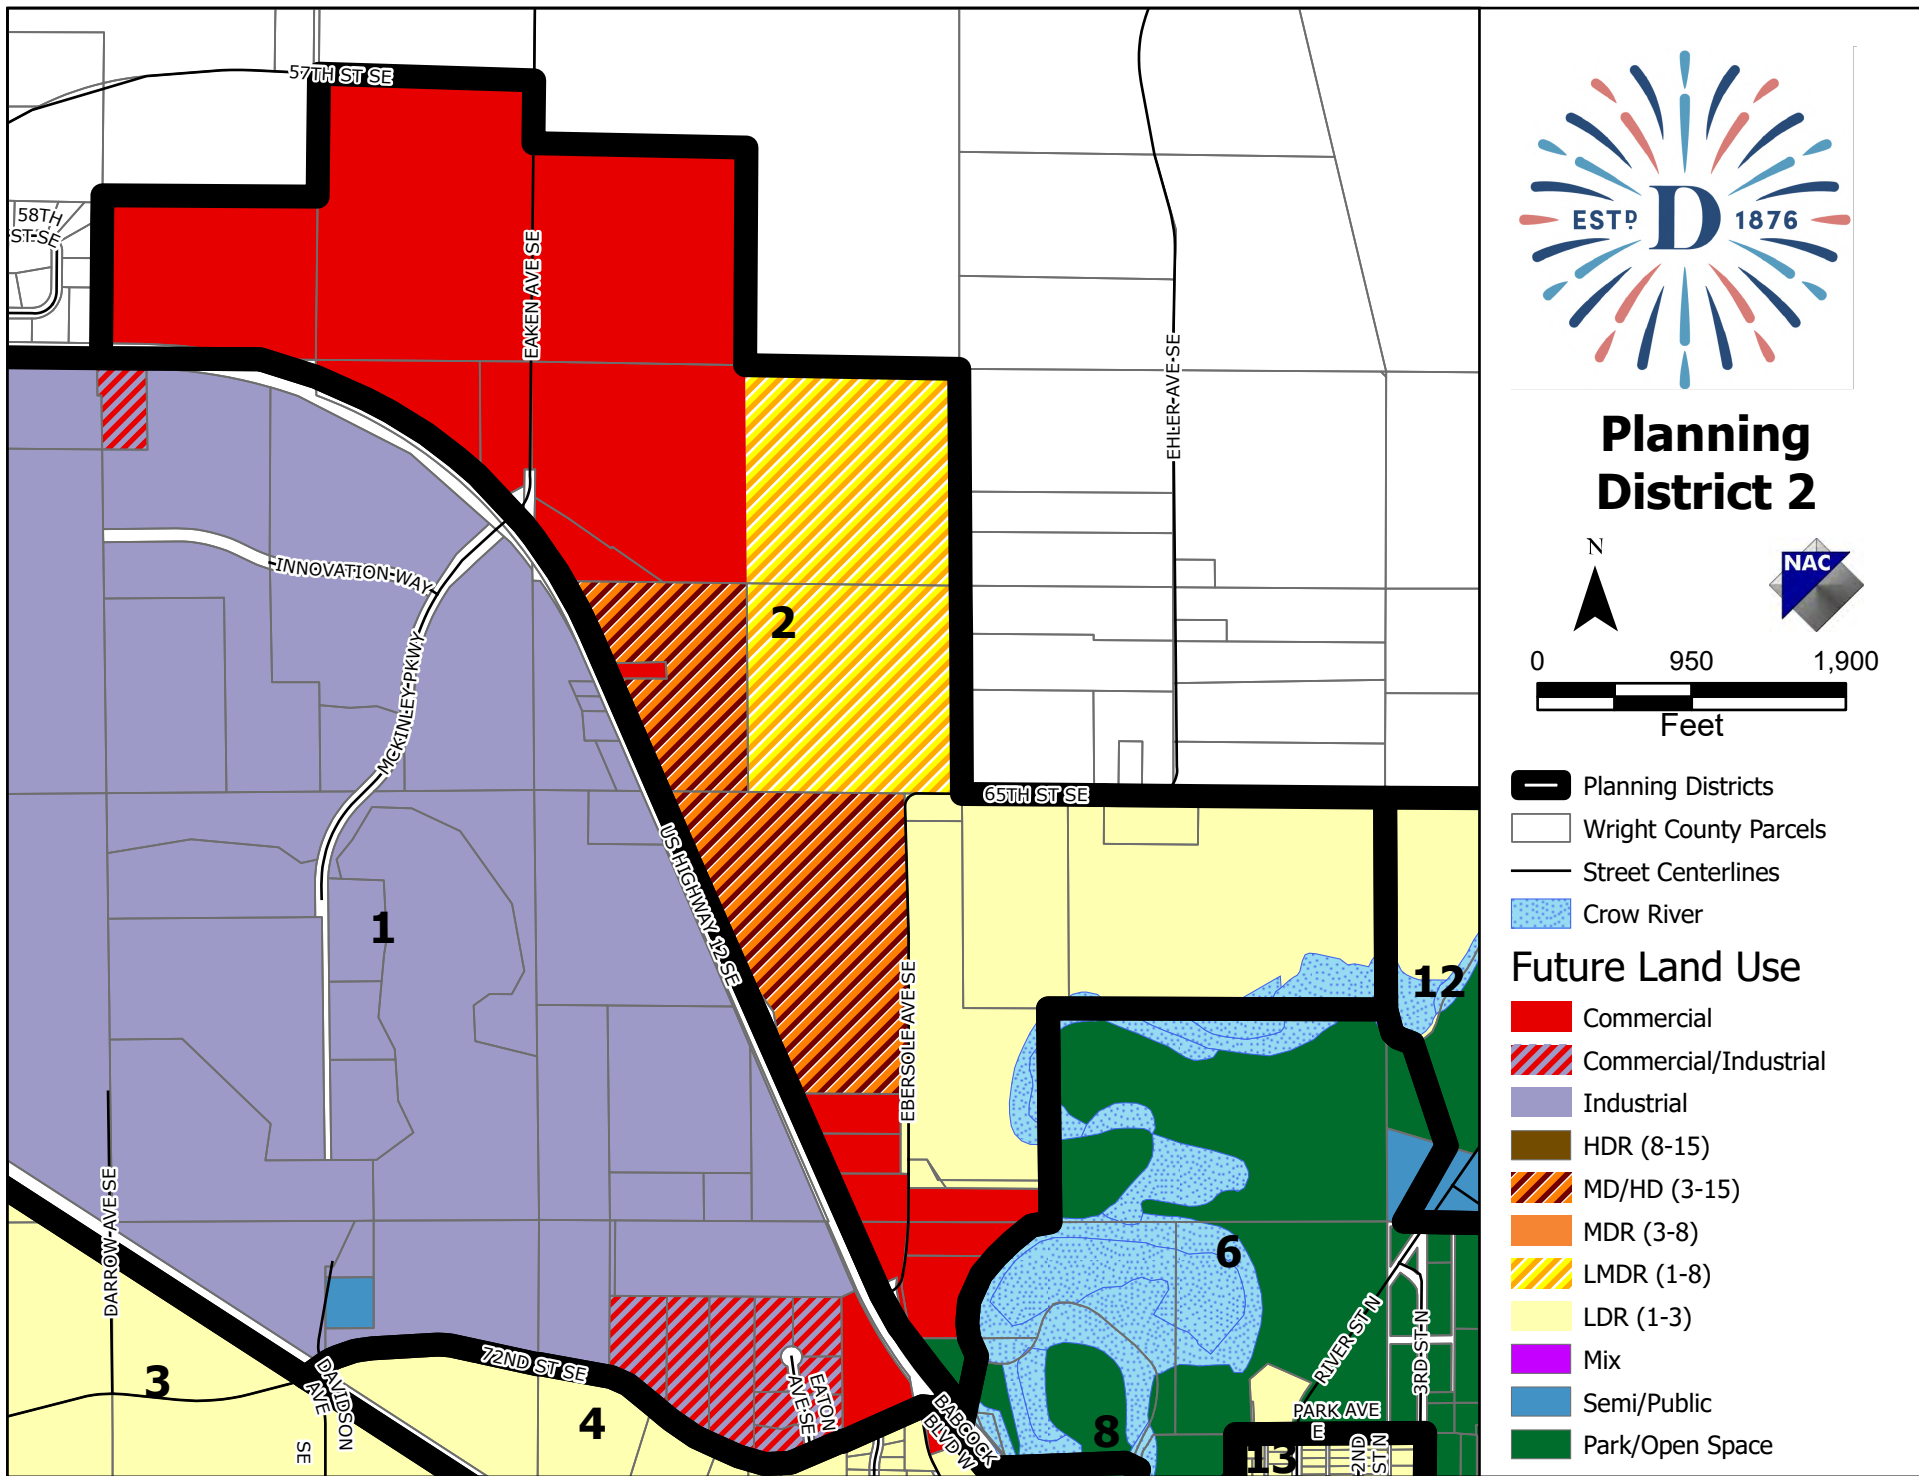 57TH ST SE
58TH
ST SE
EAKEN AVE SE
EHLER AVE SE
INNOVATION WAY
MCKINLEY PKWY
2
65TH ST SE
US HIGHWAY 12 SE
1
EBERSOLE AVE SE
12
DARROW AVE SE
6
RIVER ST N
3RD ST N
72ND ST SE
3
DAVIDSON
AVE
SE
4
EATON
AVE SE
BABCOCK
BLVD W
8
PARK AVE
E
13
2ND
ST N
ESTD D 1876
Planning
District 2
N
NAC
0 950 1,900
Feet
Planning Districts
Wright County Parcels
Street Centerlines
Crow River
Future Land Use
Commercial
Commercial/Industrial
Industrial
HDR (8-15)
MD/HD (3-15)
MDR (3-8)
LMDR (1-8)
LDR (1-3)
Mix
Semi/Public
Park/Open Space